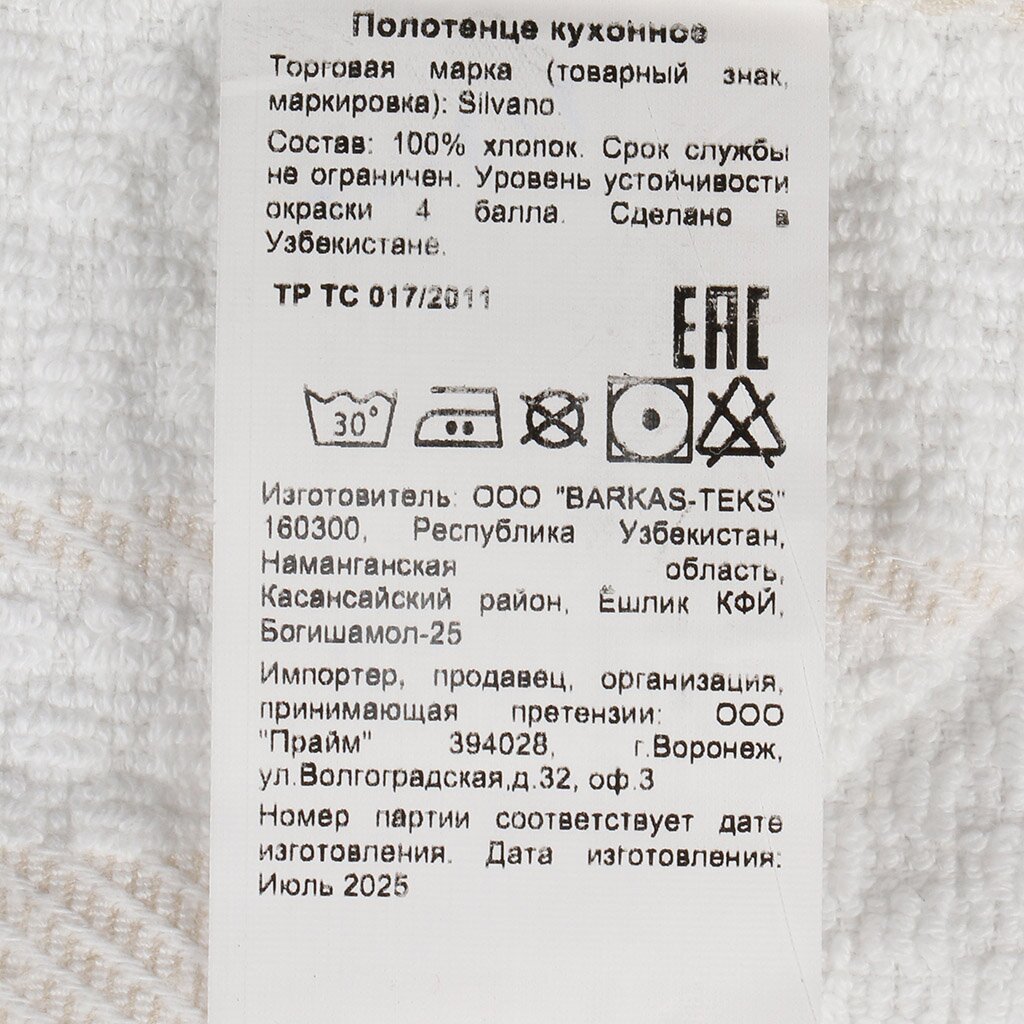 Полотенце кухонное
Торговая марка (товарный знак,
маркировка): Silvano
Состав: 100% хлопок. Срок службы
не ограничен. Уровень устойчивости
окраски 4 балла. Сделано в
Узбекистане.
ТР ТС 017/2011
EAC
30°
Изготовитель: ООО "BARKAS-TEKS"
160300, Республика Узбекистан,
Наманганская область,
Касансайский район, Ёшлик КФЙ,
Богишамол-25
Импортер, продавец, организация,
принимающая претензии: ООО
"Прайм" 394028, г.Воронеж,
ул.Волгоградская,д.32, оф.3
Номер партии соответствует дате
изготовления. Дата изготовления:
Июль 2025